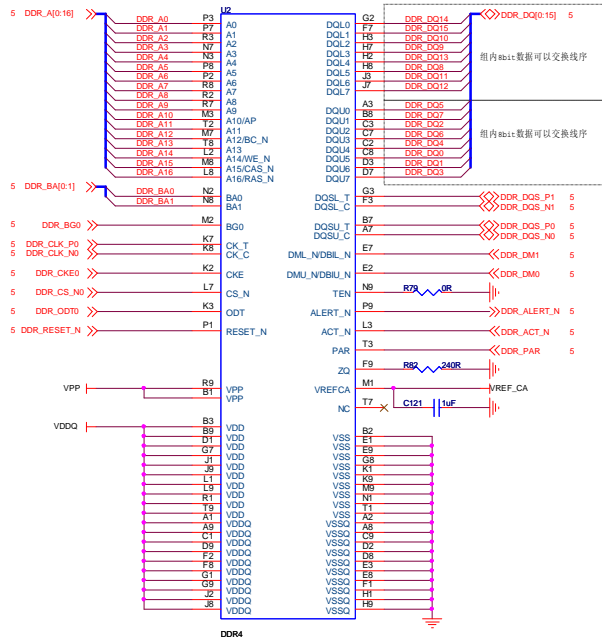 U2
5 DDR_A[0:16]
DDR_A0 P3 A0
DDR_A1 P7 A1
DDR_A2 R3 A2
DDR_A3 N7 A3
DDR_A4 N3 A4
DDR_A5 P8 A5
DDR_A6 P2 A6
DDR_A7 R8 A7
DDR_A8 R2 A8
DDR_A9 R7 A9
DDR_A10 M3 A10/AP
DDR_A11 T2 A11
DDR_A12 M7 A12/BC_N
DDR_A13 T8 A13
DDR_A14 L2 A14/WE_N
DDR_A15 M8 A15/CAS_N
DDR_A16 L8 A16/RAS_N
5 DDR_BA[0:1]
DDR_BA0 N2 BA0
DDR_BA1 N8 BA1
5 DDR_BG0 M2 BG0
5 DDR_CLK_P0 K7 CK_T
5 DDR_CLK_N0 K8 CK_C
5 DDR_CKE0 K2 CKE
5 DDR_CS_N0 L7 CS_N
5 DDR_ODT0 K3 ODT
5 DDR_RESET_N P1 RESET_N
VPP R9 VPP
B1 VPP
VDDQ B3 VDD
B9 VDD
D1 VDD
G7 VDD
J1 VDD
J9 VDD
L1 VDD
L9 VDD
R1 VDD
T9 VDD
A1 VDDQ
A9 VDDQ
C1 VDDQ
D9 VDDQ
F2 VDDQ
F8 VDDQ
G1 VDDQ
G9 VDDQ
J2 VDDQ
J8 VDDQ
DQL0 G2 DDR_DQ14
DQL1 F7 DDR_DQ15
DQL2 H3 DDR_DQ10
DQL3 H7 DDR_DQ9
DQL4 H2 DDR_DQ13
DQL5 H8 DDR_DQ8
DQL6 J3 DDR_DQ11
DQL7 J7 DDR_DQ12
DDR_DQ[0:15] 5
组内8bit数据可以交换线序
DQU0 A3 DDR_DQ5
DQU1 B8 DDR_DQ7
DQU2 C3 DDR_DQ2
DQU3 C7 DDR_DQ6
DQU4 C2 DDR_DQ4
DQU5 C8 DDR_DQ0
DQU6 D3 DDR_DQ1
DQU7 D7 DDR_DQ3
组内8bit数据可以交换线序
DQSL_T G3 DDR_DQS_P1 5
DQSL_C F3 DDR_DQS_N1 5
DQSU_T B7 DDR_DQS_P0 5
DQSU_C A7 DDR_DQS_N0 5
DML_N/DBIL_N E7 DDR_DM1 5
DMU_N/DBIU_N E2 DDR_DM0 5
TEN N9 R79 0R
ALERT_N P9 DDR_ALERT_N 5
ACT_N L3 DDR_ACT_N 5
PAR T3 DDR_PAR 5
ZQ F9 R82 240R
VREFCA M1 VREF_CA
NC T7 C121 1uF
VSS B2
VSS E1
VSS E9
VSS G8
VSS K1
VSS K9
VSS M9
VSS N1
VSS T1
VSSQ A2
VSSQ A8
VSSQ C9
VSSQ D2
VSSQ D8
VSSQ E3
VSSQ E8
VSSQ F1
VSSQ H1
VSSQ H9
DDR4